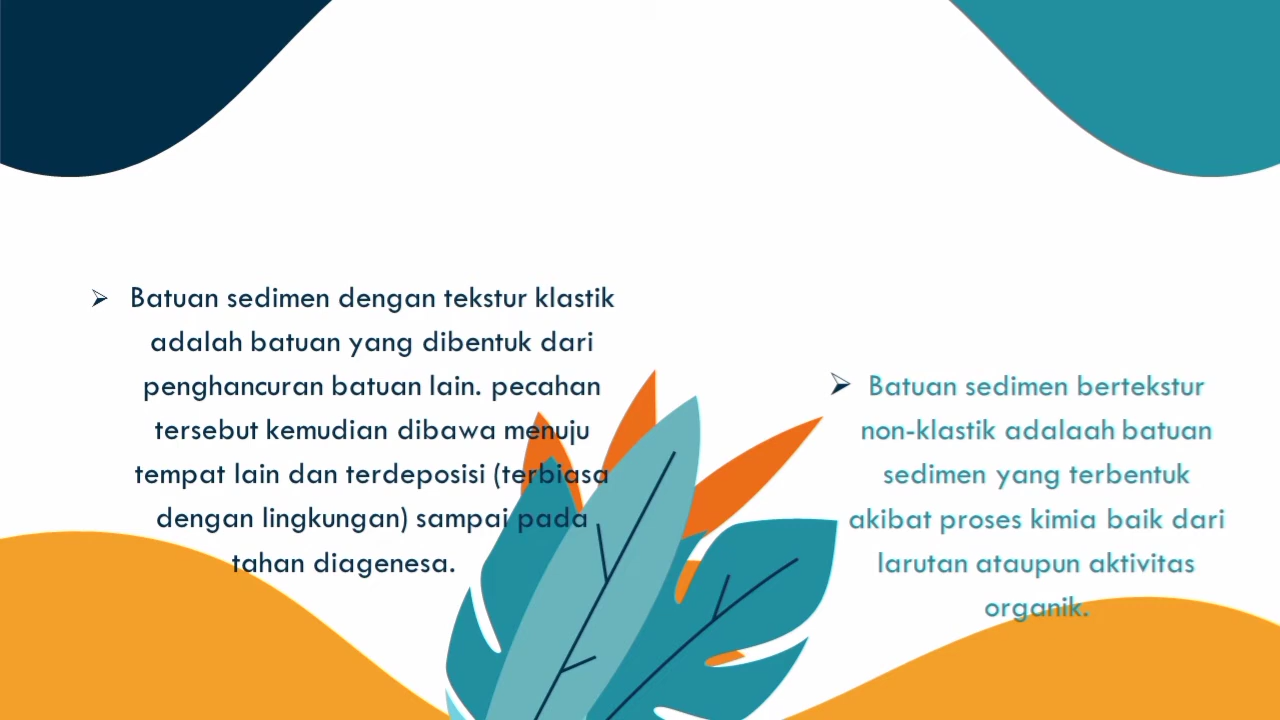 Batuan sedimen dengan tekstur klastik
adalah batuan yang dibentuk dari
penghancuran batuan lain. pecahan
tersebut kemudian dibawa menuju
tempat lain dan terdeposisi (terbiasa
dengan lingkungan) sampai pada
tahan diagenesa.
Batuan sedimen bertekstur
non-klastik adalaah batuan
sedimen yang terbentuk
akibat proses kimia baik dari
larutan ataupun aktivitas
organik.